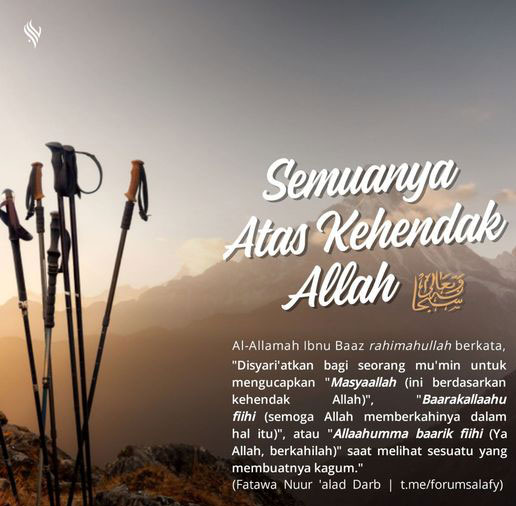 Semuanya
Atas Kehendak
Allah سبحانه وتعالى
Al-Allamah Ibnu Baaz rahimahullah berkata,
"Disyari'atkan bagi seorang mu'min untuk
mengucapkan "Masyaallah (ini berdasarkan
kehendak Allah)", "Baarakallaahu
fiihi (semoga Allah memberkahinya dalam
hal itu)", atau "Allaahumma baarik fiihi (Ya
Allah, berkahilah)" saat melihat sesuatu yang
membuatnya kagum."
(Fatawa Nuur 'alad Darb | t.me/forumsalafy)